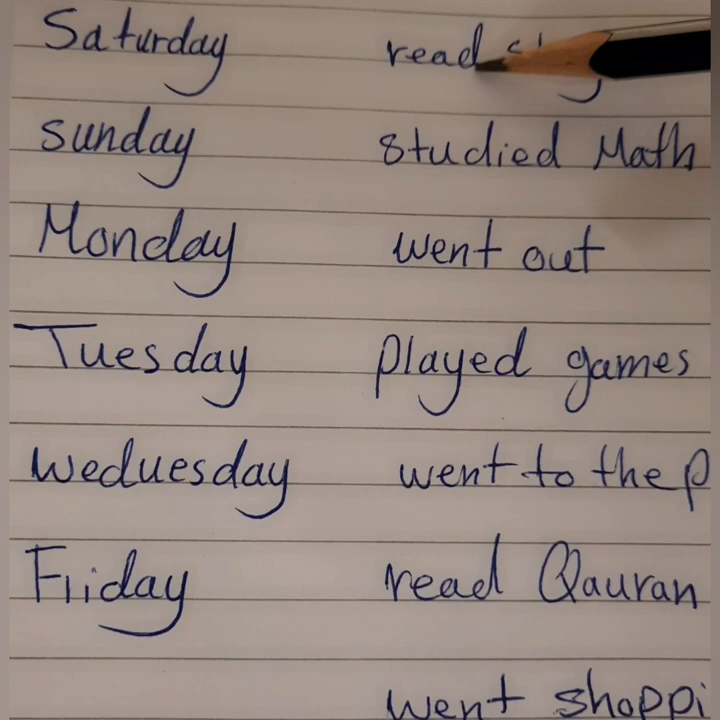 Saturday read
sunday studied Math
Monday went out
Tuesday played games
weduesday went to the p
Friday read Qauran
went shoppi